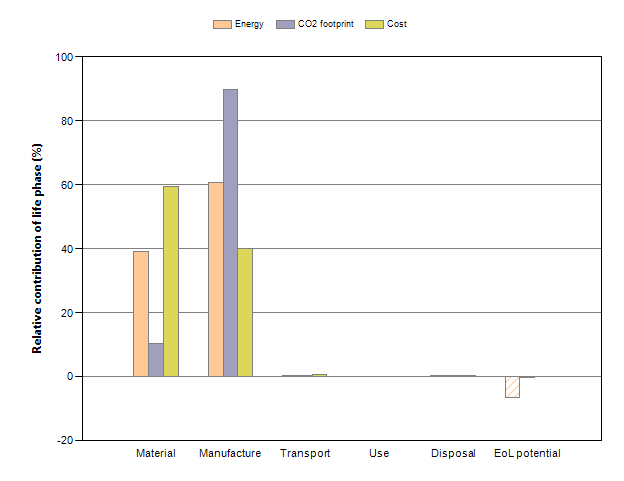 Energy CO2 footprint Cost
Relative contribution of life phase (%)
100
80
60
40
20
0
-20
Material Manufacture Transport Use Disposal EoL potential